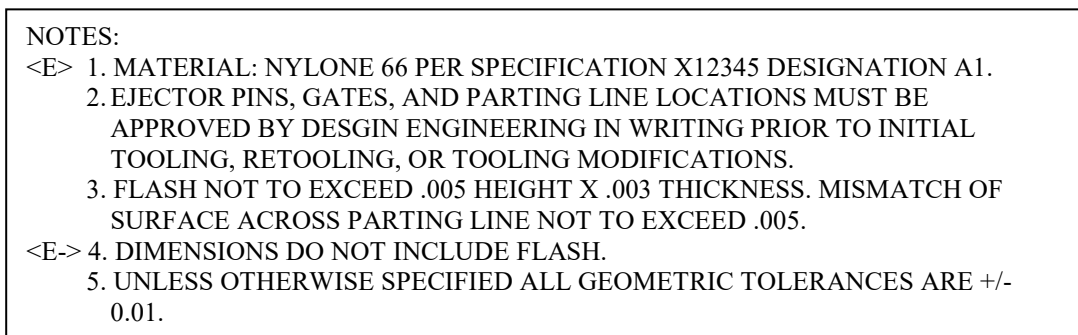 NOTES:
<E> 1. MATERIAL: NYLONE 66 PER SPECIFICATION X12345 DESIGNATION A1.
2. EJECTOR PINS, GATES, AND PARTING LINE LOCATIONS MUST BE
APPROVED BY DESGIN ENGINEERING IN WRITING PRIOR TO INITIAL
TOOLING, RETOOLING, OR TOOLING MODIFICATIONS.
3. FLASH NOT TO EXCEED .005 HEIGHT X .003 THICKNESS. MISMATCH OF
SURFACE ACROSS PARTING LINE NOT TO EXCEED .005.
<E-> 4. DIMENSIONS DO NOT INCLUDE FLASH.
5. UNLESS OTHERWISE SPECIFIED ALL GEOMETRIC TOLERANCES ARE +/-
0.01.